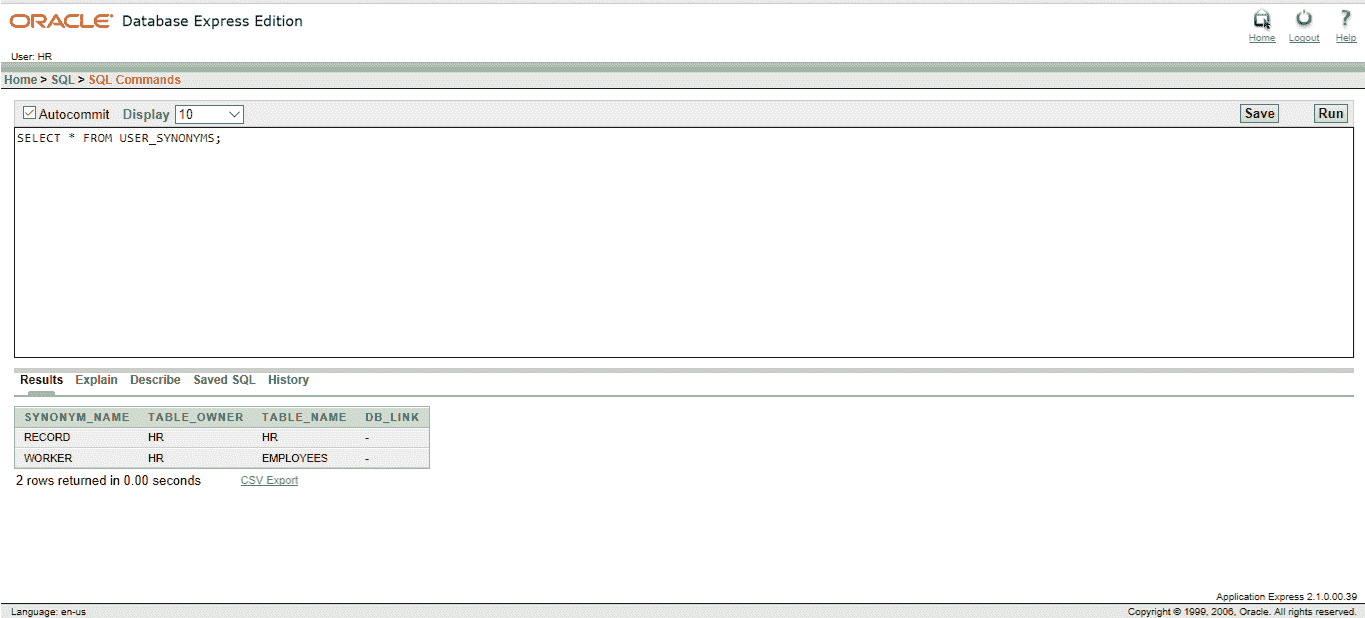 ORACLE® Database Express Edition
Home Logout Help
User: HR
Home > SQL > SQL Commands
Autocommit Display 10 Save Run
SELECT * FROM USER_SYNONYMS;
Results Explain Describe Saved SQL History
SYNONYM_NAME TABLE_OWNER TABLE_NAME DB_LINK
RECORD HR HR -
WORKER HR EMPLOYEES -
2 rows returned in 0.00 seconds CSV Export
Application Express 2.1.0.00.39
Language: en-us Copyright © 1999, 2006, Oracle. All rights reserved.